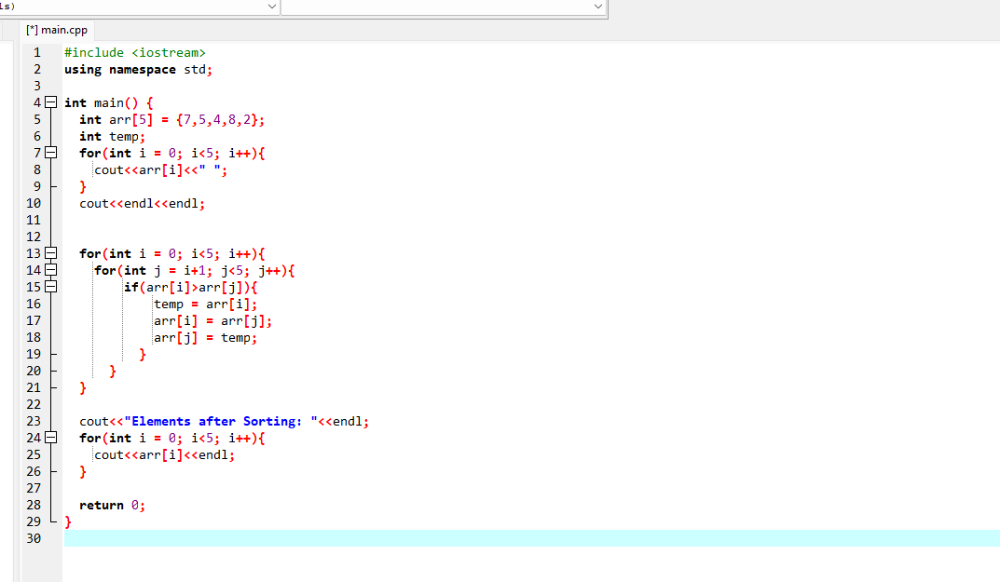 ls)
[*] main.cpp
1 #include <iostream>
2 using namespace std;
3
4 int main() {
5 int arr[5] = {7,5,4,8,2};
6 int temp;
7 for(int i = 0; i<5; i++){
8 cout<<arr[i]<<" ";
9 }
10 cout<<endl<<endl;
11
12
13 for(int i = 0; i<5; i++){
14 for(int j = i+1; j<5; j++){
15 if(arr[i]>arr[j]){
16 temp = arr[i];
17 arr[i] = arr[j];
18 arr[j] = temp;
19 }
20 }
21 }
22
23 cout<<"Elements after Sorting: "<<endl;
24 for(int i = 0; i<5; i++){
25 cout<<arr[i]<<endl;
26 }
27
28 return 0;
29 }
30